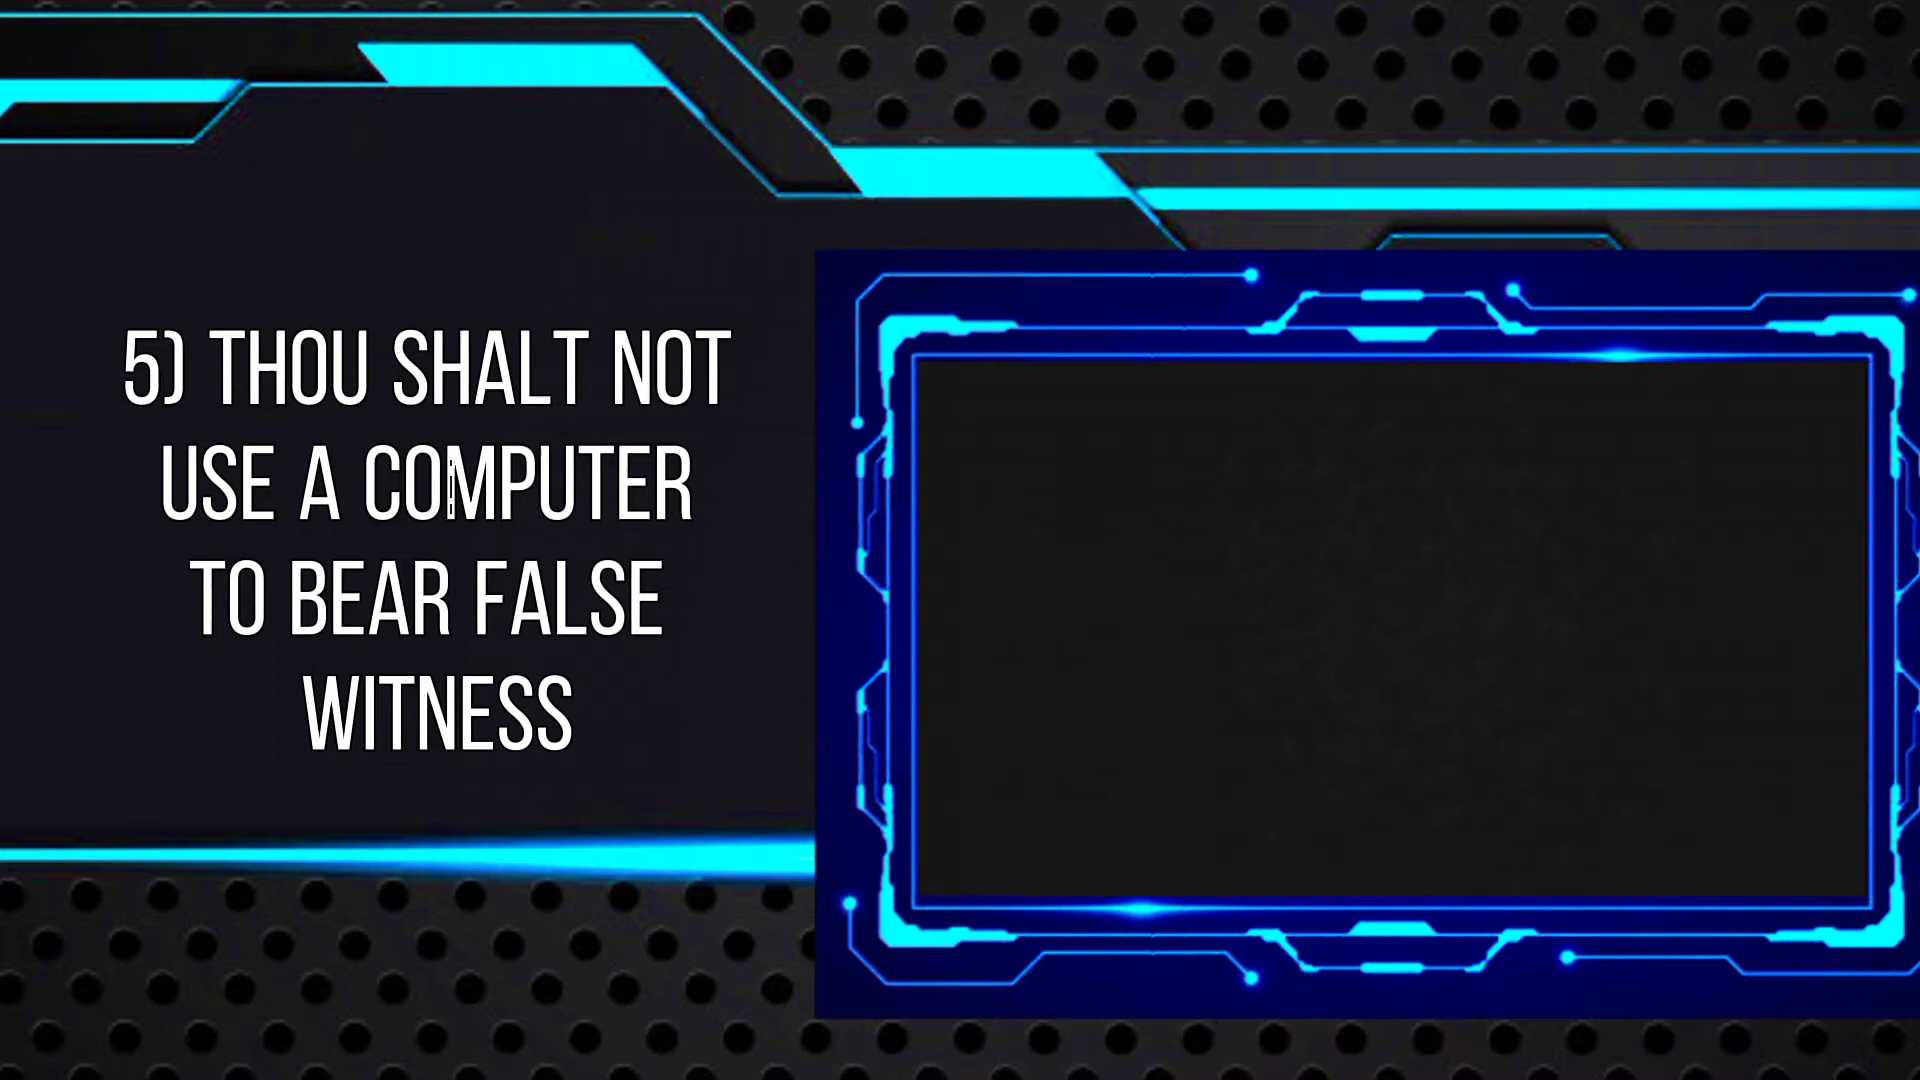 5) THOU SHALT NOT
USE A COMPUTER
TO BEAR FALSE
WITNESS